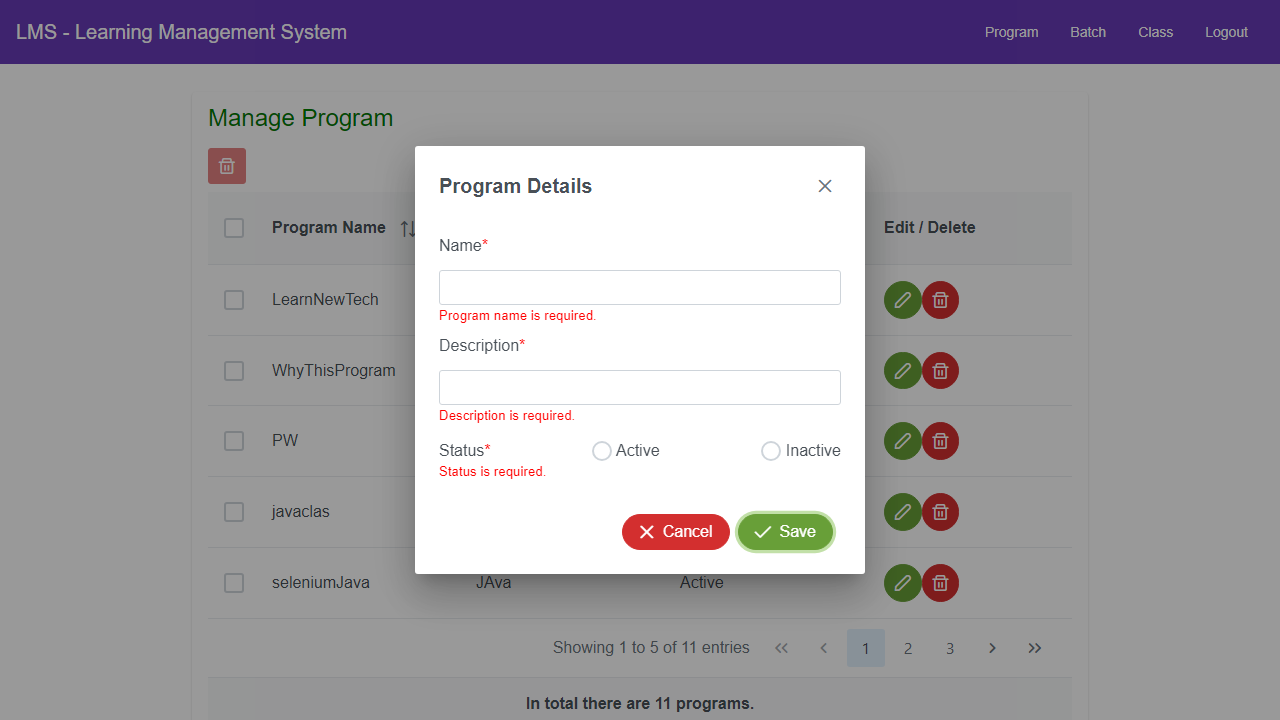 LMS - Learning Management System Program Batch Class Logout
Manage Program
Program Details
Program Name Edit / Delete
Name*
LearnNewTech
Program name is required.
Description*
WhyThisProgram
Description is required.
PW
Status* Active Inactive
Status is required.
javaclas
Cancel Save
seleniumJava JAva Active
Showing 1 to 5 of 11 entries 1 2 3
In total there are 11 programs.